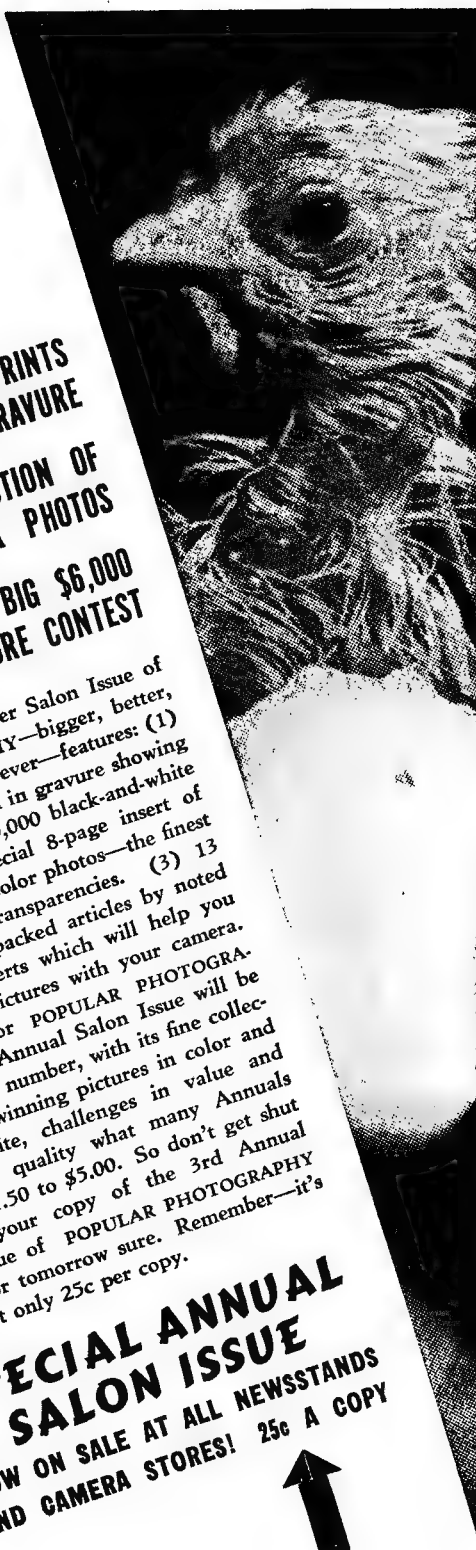 RINTS
RAVURE
TION OF
PHOTOS
BIG $6,000
URE CONTEST
er Salon Issue of
HY—bigger, better,
ever—features: (1)
in gravure showing
,000 black-and-white
ecial 8-page insert of
olor photos—the finest
ransparencies. (3) 13
packed articles by noted
erts which will help you
ictures with your camera.
or POPULAR PHOTOGRA-
Annual Salon Issue will be
number, with its fine collec-
winning pictures in color and
ite, challenges in value and
quality what many Annuals
.50 to $5.00. So don't get shut
your copy of the 3rd Annual
ue of POPULAR PHOTOGRAPHY
or tomorrow sure. Remember—it's
t only 25c per copy.
ECIAL ANNUAL
SALON ISSUE
OW ON SALE AT ALL NEWSSTANDS
ND CAMERA STORES! 25c A COPY